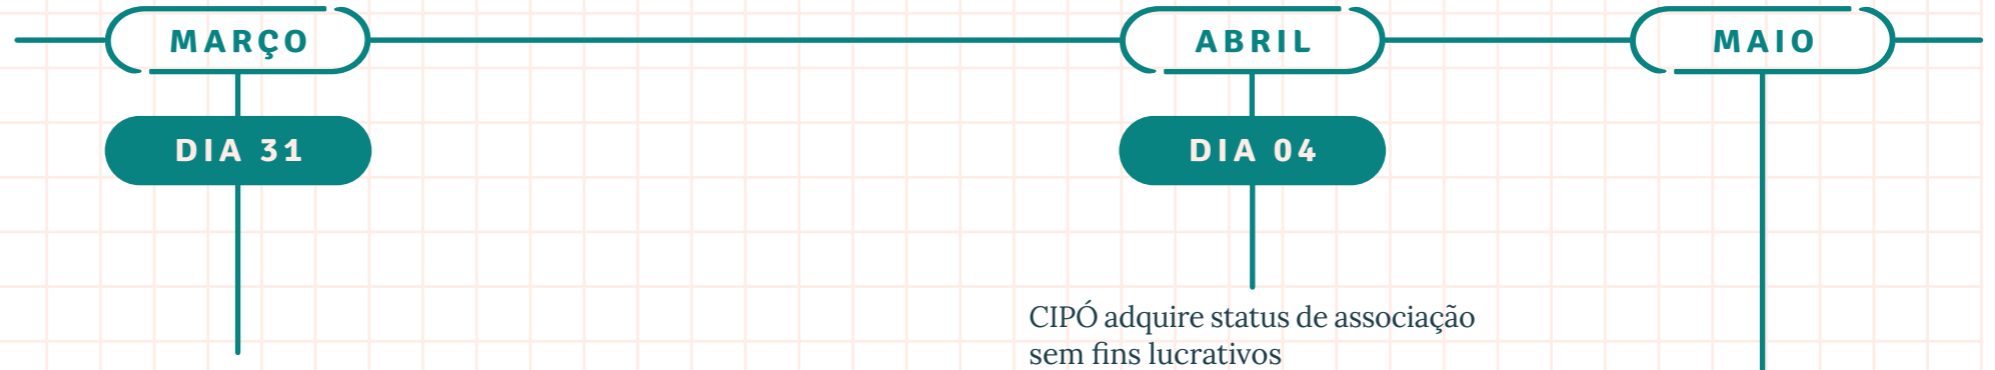 MARÇO
ABRIL
MAIO
DIA 31
DIA 04
CIPÓ adquire status de associação
sem fins lucrativos